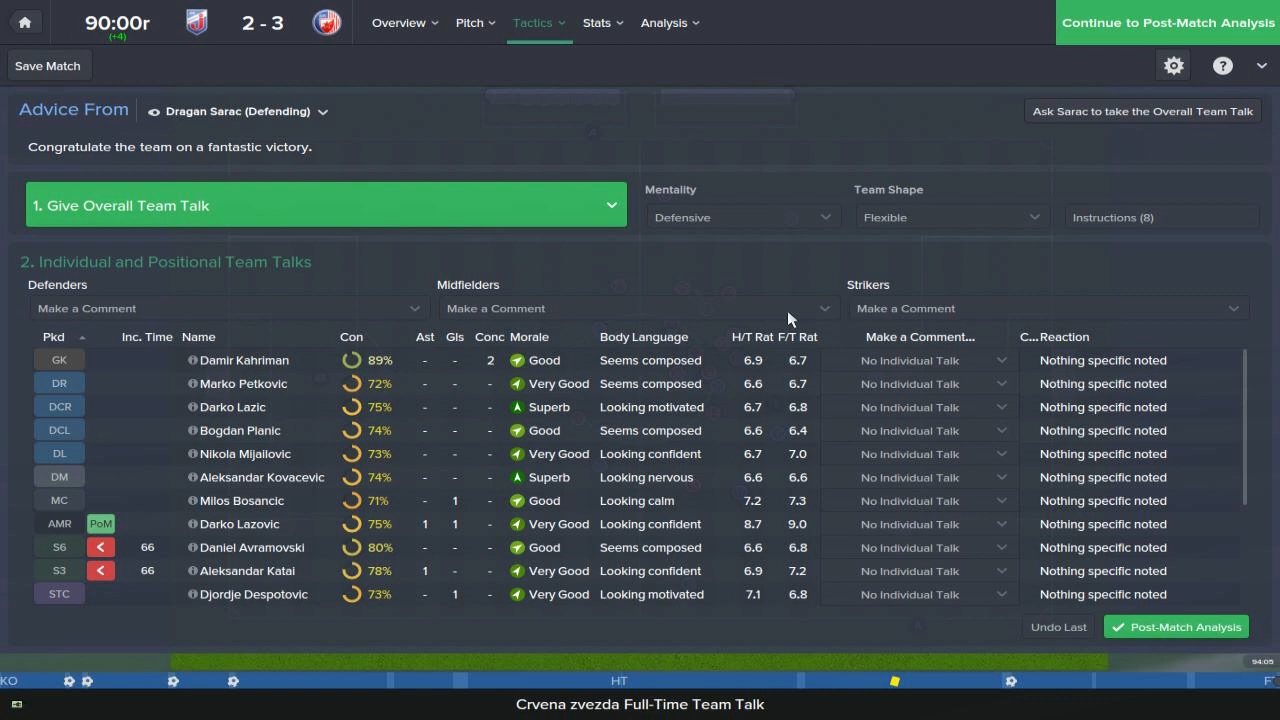 90:00r 2 - 3 Overview Pitch Tactics Stats Analysis Continue to Post-Match Analysis
(+4)
Save Match
Advice From Dragan Sarac (Defending) Ask Sarac to take the Overall Team Talk
Congratulate the team on a fantastic victory.
Mentality Team Shape
1. Give Overall Team Talk Defensive Flexible Instructions (8)
2. Individual and Positional Team Talks
Defenders Midfielders Strikers
Make a Comment Make a Comment Make a Comment
Pkd Inc. Time Name Con Ast Gls Conc Morale Body Language H/T Rat F/T Rat Make a Comment... C... Reaction
GK Damir Kahriman 89% - - 2 Good Seems composed 6.9 6.7 No Individual Talk Nothing specific noted
DR Marko Petkovic 72% - - - Very Good Seems composed 6.6 6.7 No Individual Talk Nothing specific noted
DCR Darko Lazic 75% - - - Superb Looking motivated 6.7 6.8 No Individual Talk Nothing specific noted
DCL Bogdan Planic 74% - - - Good Seems composed 6.6 6.4 No Individual Talk Nothing specific noted
DL Nikola Mijailovic 73% - - - Very Good Looking confident 6.7 7.0 No Individual Talk Nothing specific noted
DM Aleksandar Kovacevic 74% - - - Superb Looking nervous 6.6 6.6 No Individual Talk Nothing specific noted
MC Milos Bosancic 71% - 1 - Good Looking calm 7.2 7.3 No Individual Talk Nothing specific noted
AMR PoM Darko Lazovic 75% 1 1 - Very Good Looking confident 8.7 9.0 No Individual Talk Nothing specific noted
S6 66 Daniel Avramovski 80% - - - Good Seems composed 6.6 6.8 No Individual Talk Nothing specific noted
S3 66 Aleksandar Katai 78% 1 - - Very Good Looking confident 6.9 7.2 No Individual Talk Nothing specific noted
STC Djordje Despotovic 73% - 1 - Very Good Looking motivated 7.1 6.8 No Individual Talk Nothing specific noted
Undo Last Post-Match Analysis
94:05
KO HT FT
Crvena zvezda Full-Time Team Talk